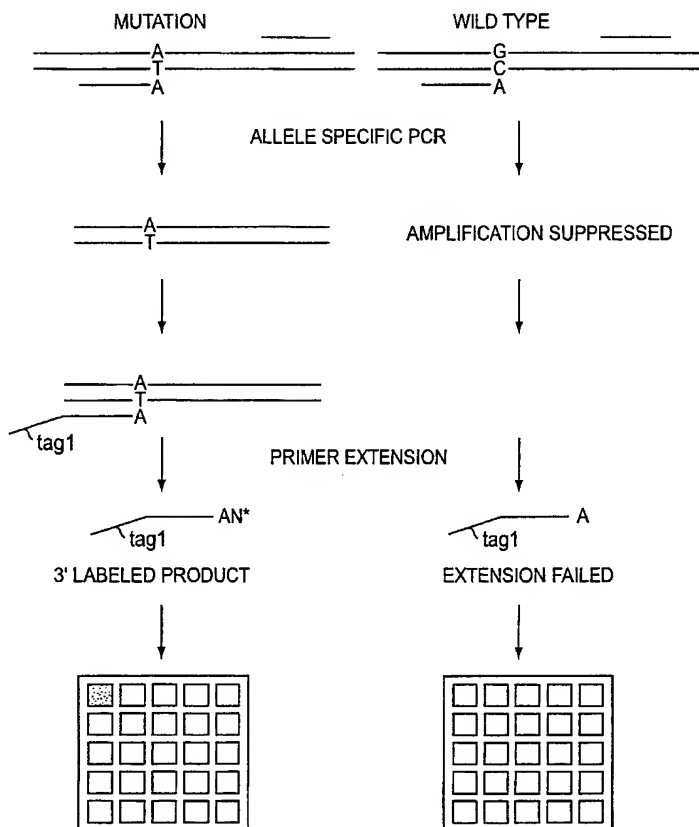 MUTATION WILD TYPE
A G
T C
A A
ALLELE SPECIFIC PCR
A
T
AMPLIFICATION SUPPRESSED
A
T
A
tag1
PRIMER EXTENSION
AN* A
tag1 tag1
3' LABELED PRODUCT EXTENSION FAILED